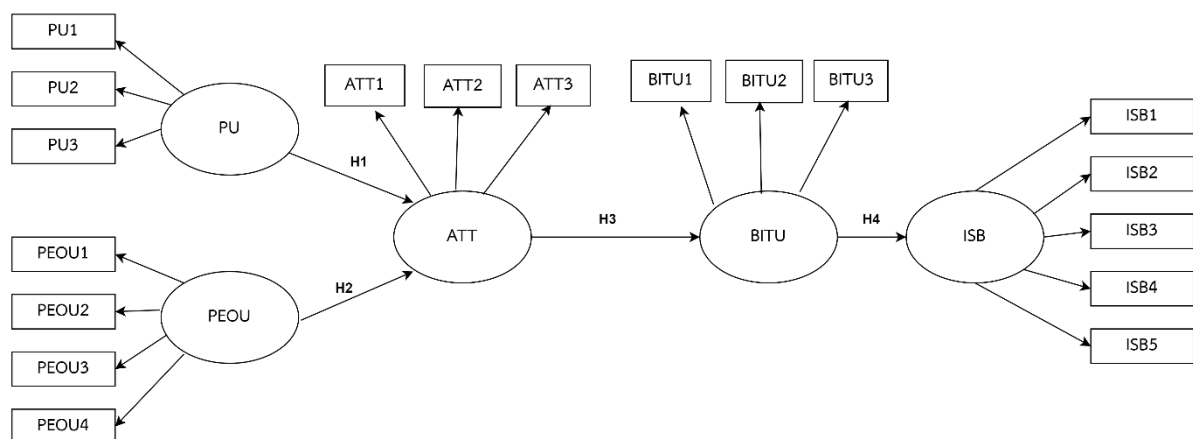 PU1
PU2
PU3
PU
H1
ATT1
ATT2
ATT3
ATT
PEOU1
PEOU2
PEOU3
PEOU4
PEOU
H2
H3
BITU1
BITU2
BITU3
BITU
H4
ISB
ISB1
ISB2
ISB3
ISB4
ISB5